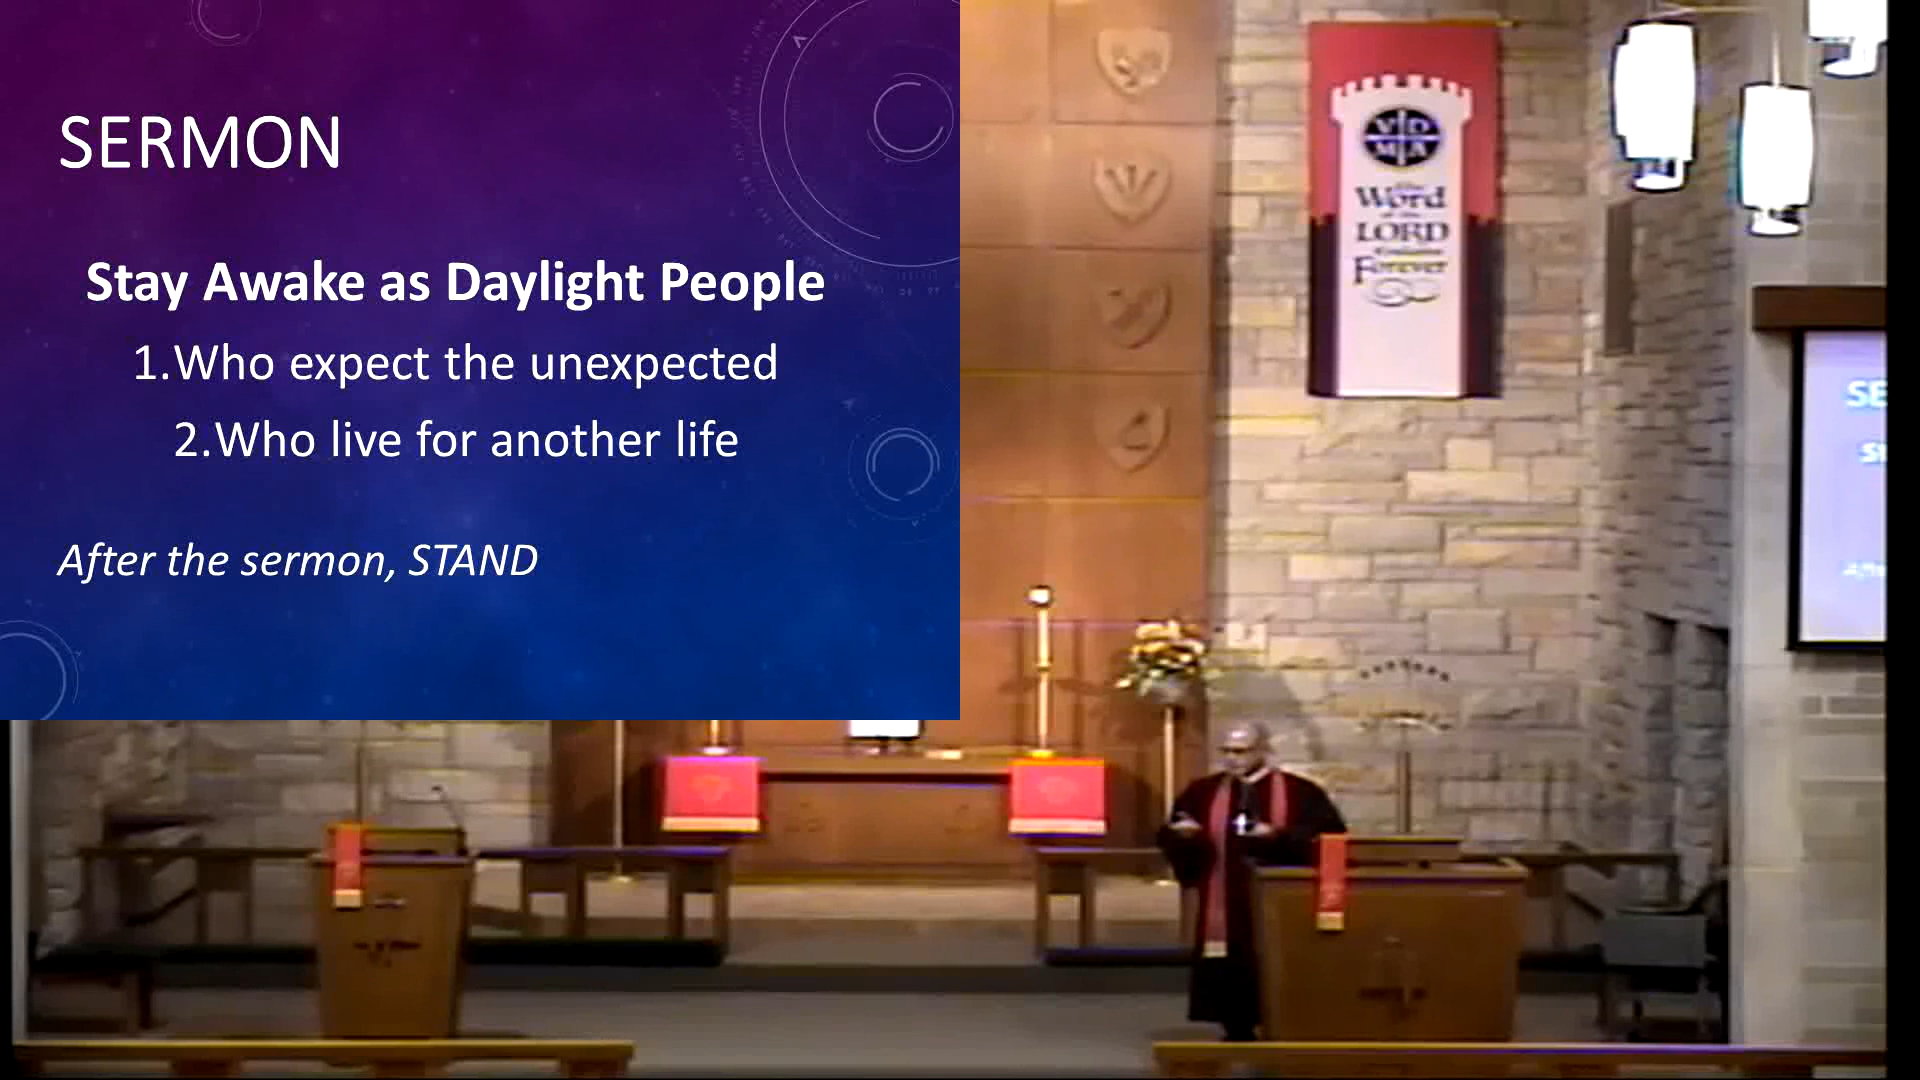 SERMON
Stay Awake as Daylight People
1.Who expect the unexpected
2.Who live for another life
After the sermon, STAND
V D
M A
Word
LORD
Forever
SE